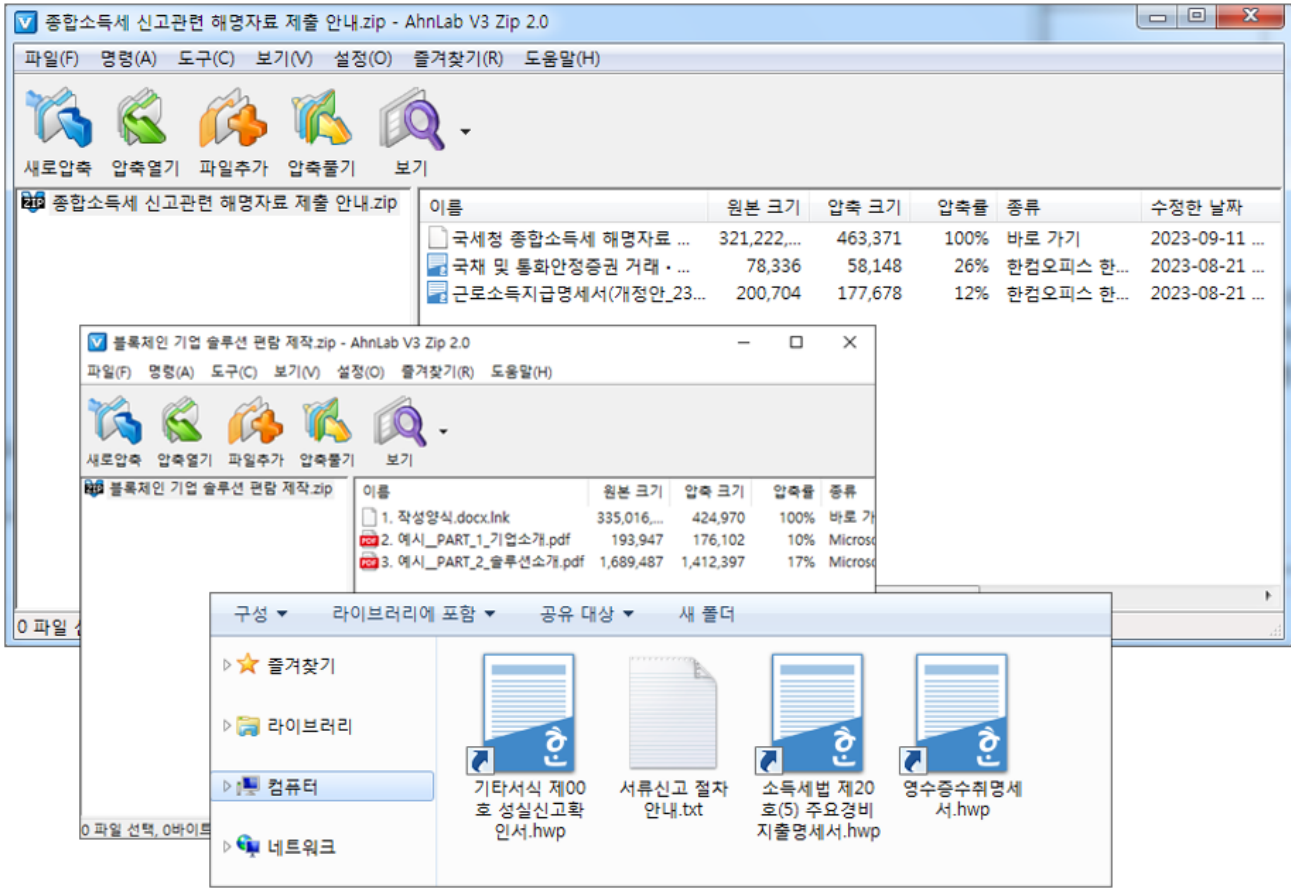 종합소득세 신고관련 해명자료 제출 안내.zip - AhnLab V3 Zip 2.0
파일(F) 명령(A) 도구(C) 보기(V) 설정(O) 즐겨찾기(R) 도움말(H)
새로압축 압축열기 파일추가 압축풀기 보기
종합소득세 신고관련 해명자료 제출 안내.zip
이름 원본 크기 압축 크기 압축률 종류 수정한 날짜
국세청 종합소득세 해명자료 ... 321,222,... 463,371 100% 바로 가기 2023-09-11 ...
국채 및 통화안정증권 거래・... 78,336 58,148 26% 한컴오피스 한... 2023-08-21 ...
근로소득지급명세서(개정안_23... 200,704 177,678 12% 한컴오피스 한... 2023-08-21 ...
0 파일
블록체인 기업 솔루션 편람 제작.zip - AhnLab V3 Zip 2.0
파일(F) 명령(A) 도구(C) 보기(V) 설정(O) 즐겨찾기(R) 도움말(H)
새로압축 압축열기 파일추가 압축풀기 보기
블록체인 기업 솔루션 편람 제작.zip
이름 원본 크기 압축 크기 압축률 종류
1. 작성양식.docx.lnk 335,016,... 424,970 100% 바로
2. 예시__PART_1_기업소개.pdf 193,947 176,102 10% Microso
3. 예시__PART_2_솔루션소개.pdf 1,689,487 1,412,397 17% Microso
0 파일 선택, 0바이트
구성 라이브러리에 포함 공유 대상 새 폴더
즐겨찾기
라이브러리
컴퓨터
네트워크
기타서식 제00
호 성실신고확
인서.hwp
서류신고 절차
안내.txt
소득세법 제20
호(5) 주요경비
지출명세서.hwp
영수증수취명세
서.hwp